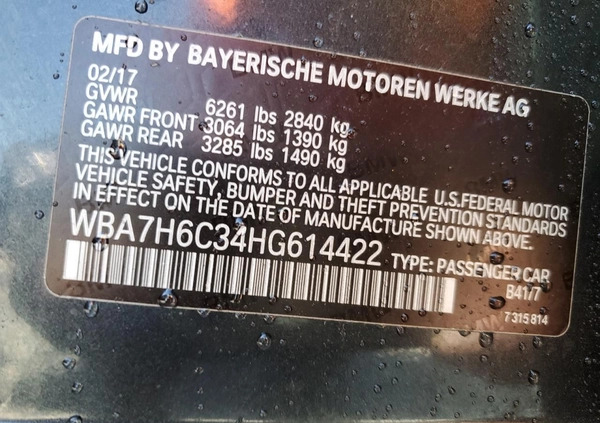 MFD BY BAYERISCHE MOTOREN WERKE AG
02/17
GVWR 6261 lbs 2840 kg
GAWR FRONT 3064 lbs 1390 kg
GAWR REAR 3285 lbs 1490 kg
THIS VEHICLE CONFORMS TO ALL APPLICABLE U.S.FEDERAL MOTOR
VEHICLE SAFETY, BUMPER AND THEFT PREVENTION STANDARDS
IN EFFECT ON THE DATE OF MANUFACTURE SHOWN ABOVE.
WBA7H6C34HG614422 TYPE: PASSENGER CAR
B41/7
7 315 814